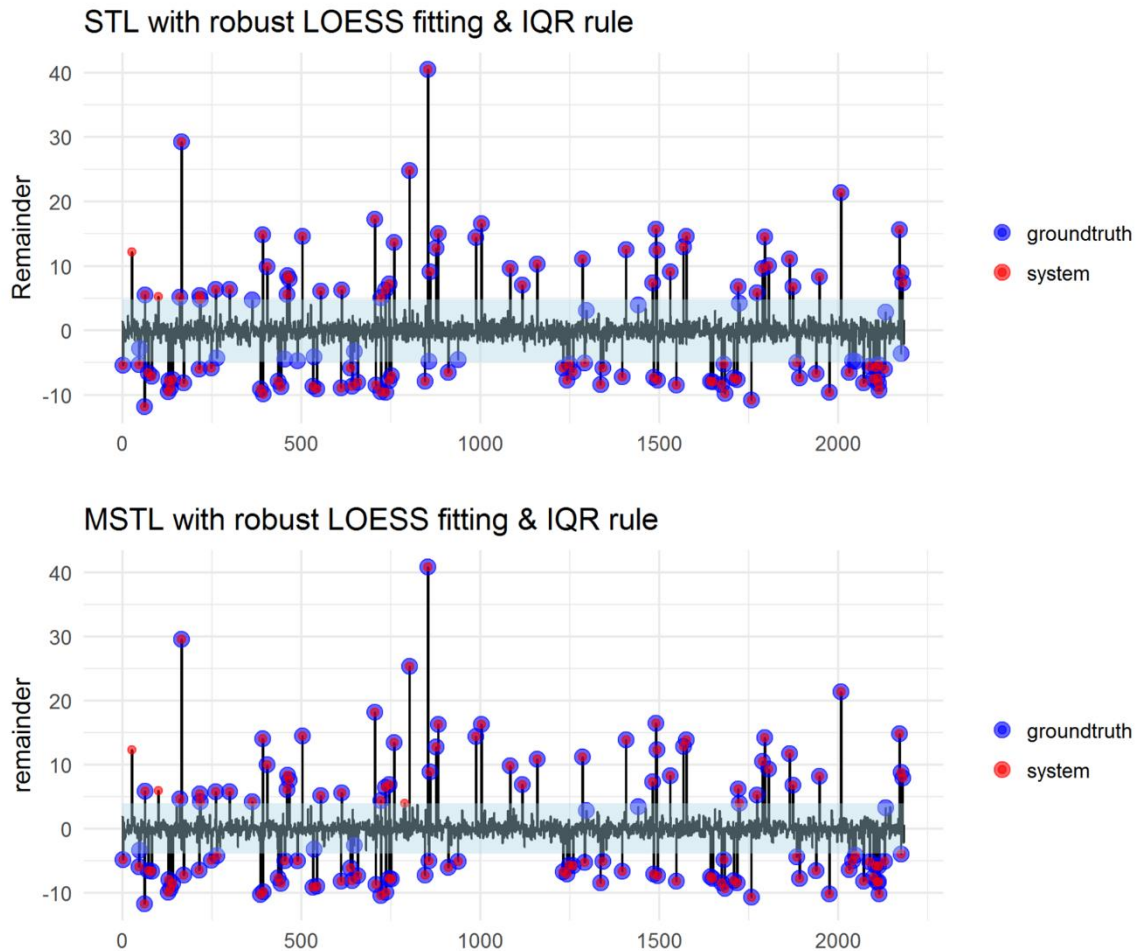 STL with robust LOESS fitting & IQR rule
40
30
20
10
0
-10
Remainder
0 500 1000 1500 2000
groundtruth
system
MSTL with robust LOESS fitting & IQR rule
40
30
20
10
0
-10
remainder
0 500 1000 1500 2000
groundtruth
system